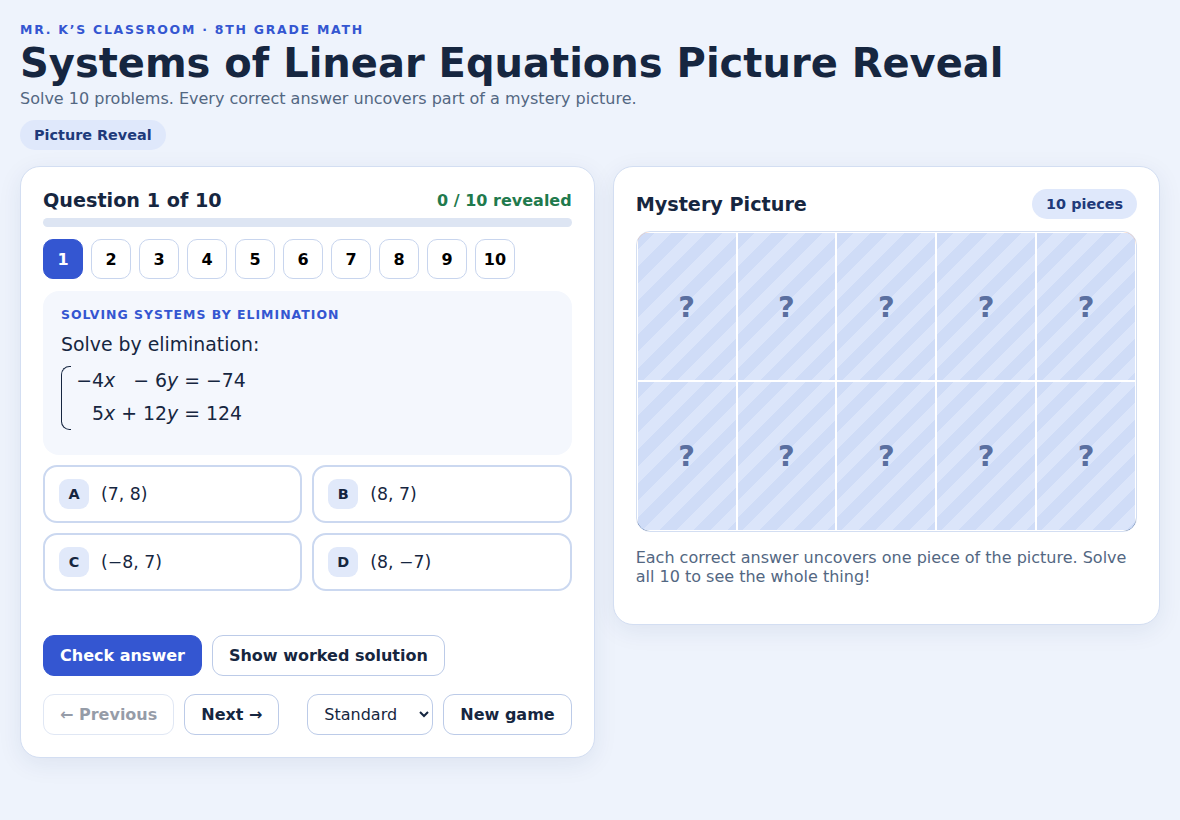 MR. K’S CLASSROOM · 8TH GRADE MATH
Systems of Linear Equations Picture Reveal
Solve 10 problems. Every correct answer uncovers part of a mystery picture.
Picture Reveal
Question 1 of 10
0 / 10 revealed
1 2 3 4 5 6 7 8 9 10
SOLVING SYSTEMS BY ELIMINATION
Solve by elimination:
−4x − 6y = −74
5x + 12y = 124
A (7, 8)
B (8, 7)
C (−8, 7)
D (8, −7)
Check answer
Show worked solution
← Previous
Next →
Standard
New game
Mystery Picture
10 pieces
? ? ? ? ?
? ? ? ? ?
Each correct answer uncovers one piece of the picture. Solve
all 10 to see the whole thing!